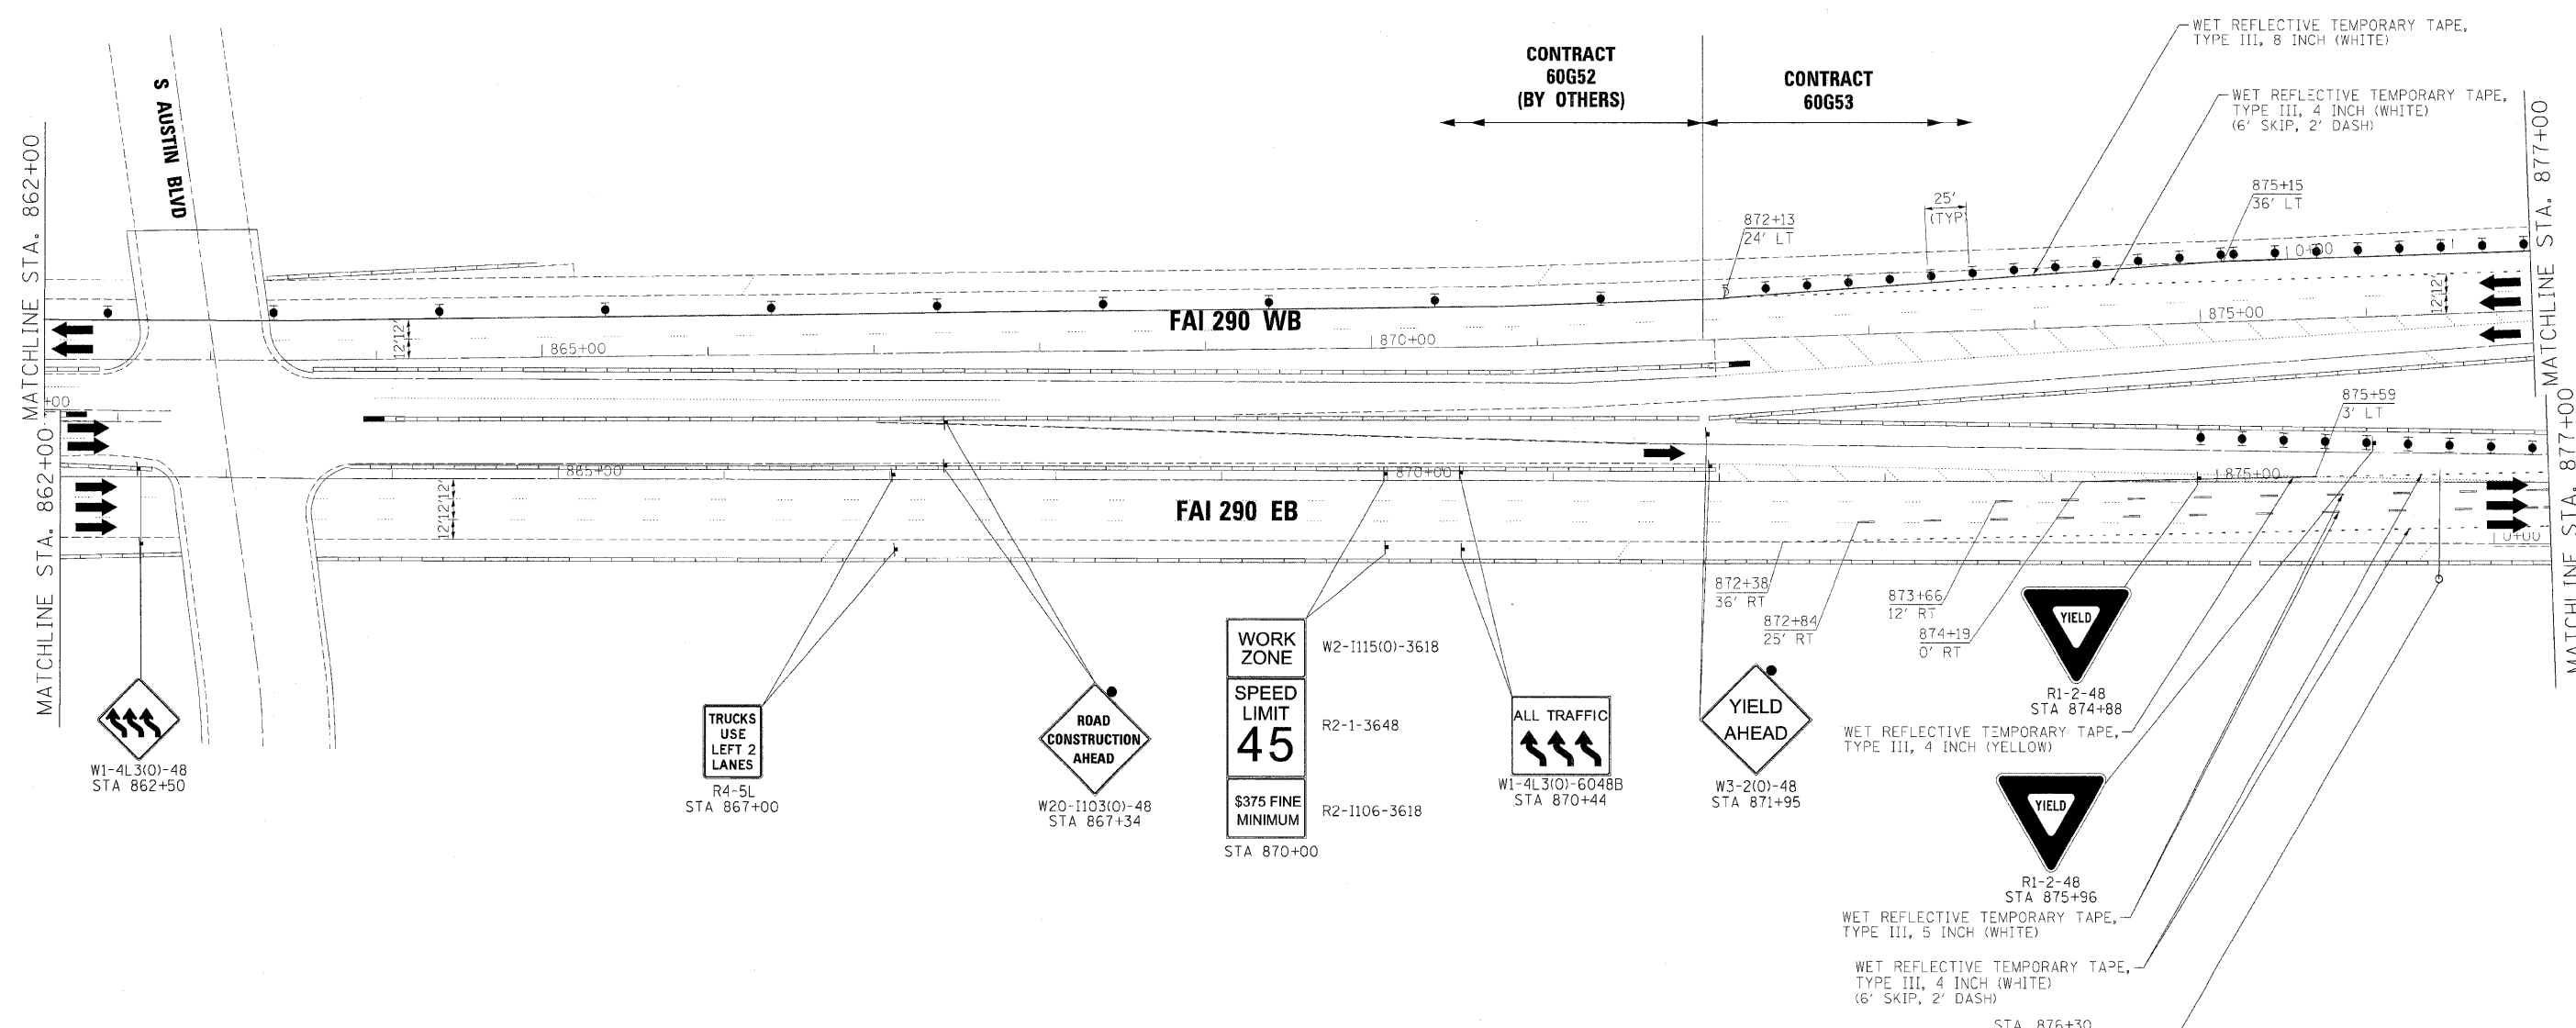 WET REFLECTIVE TEMPORARY TAPE,
TYPE III, 8 INCH (WHITE)
CONTRACT
60G52
(BY OTHERS)
CONTRACT
60G53
WET REFLECTIVE TEMPORARY TAPE,
TYPE III, 4 INCH (WHITE)
(6' SKIP, 2' DASH)
S AUSTIN BLVD
MATCHLINE STA. 862+00
MATCHLINE STA. 877+00
875+15
36' LT
25'
(TYP)
872+13
24' LT
0+00
12'12'
12'12'
FAI 290 WB
865+00
870+00
875+00
+00
875+59
3' LT
MATCHLINE STA. 862+00
MATCHLINE STA. 877+00
865+00
870+00
875+00
12'12'12'
FAI 290 EB
0+00
872+38
36' RT
872+84
25' RT
873+66
12' RT
874+19
0' RT
YIELD
R1-2-48
STA 874+88
WORK
ZONE
W2-I115(O)-3618
SPEED
LIMIT
45
R2-1-3648
$375 FINE
MINIMUM
R2-I106-3618
STA 870+00
W1-4L3(O)-48
STA 862+50
TRUCKS
USE
LEFT 2
LANES
R4-5L
STA 867+00
ROAD
CONSTRUCTION
AHEAD
W20-I103(O)-48
STA 867+34
ALL TRAFFIC
W1-4L3(O)-6048B
STA 870+44
YIELD
AHEAD
W3-2(O)-48
STA 871+95
WET REFLECTIVE TEMPORARY TAPE,
TYPE III, 4 INCH (YELLOW)
YIELD
R1-2-48
STA 875+96
WET REFLECTIVE TEMPORARY TAPE,
TYPE III, 5 INCH (WHITE)
WET REFLECTIVE TEMPORARY TAPE,
TYPE III, 4 INCH (WHITE)
(6' SKIP, 2' DASH)
STA 876+30